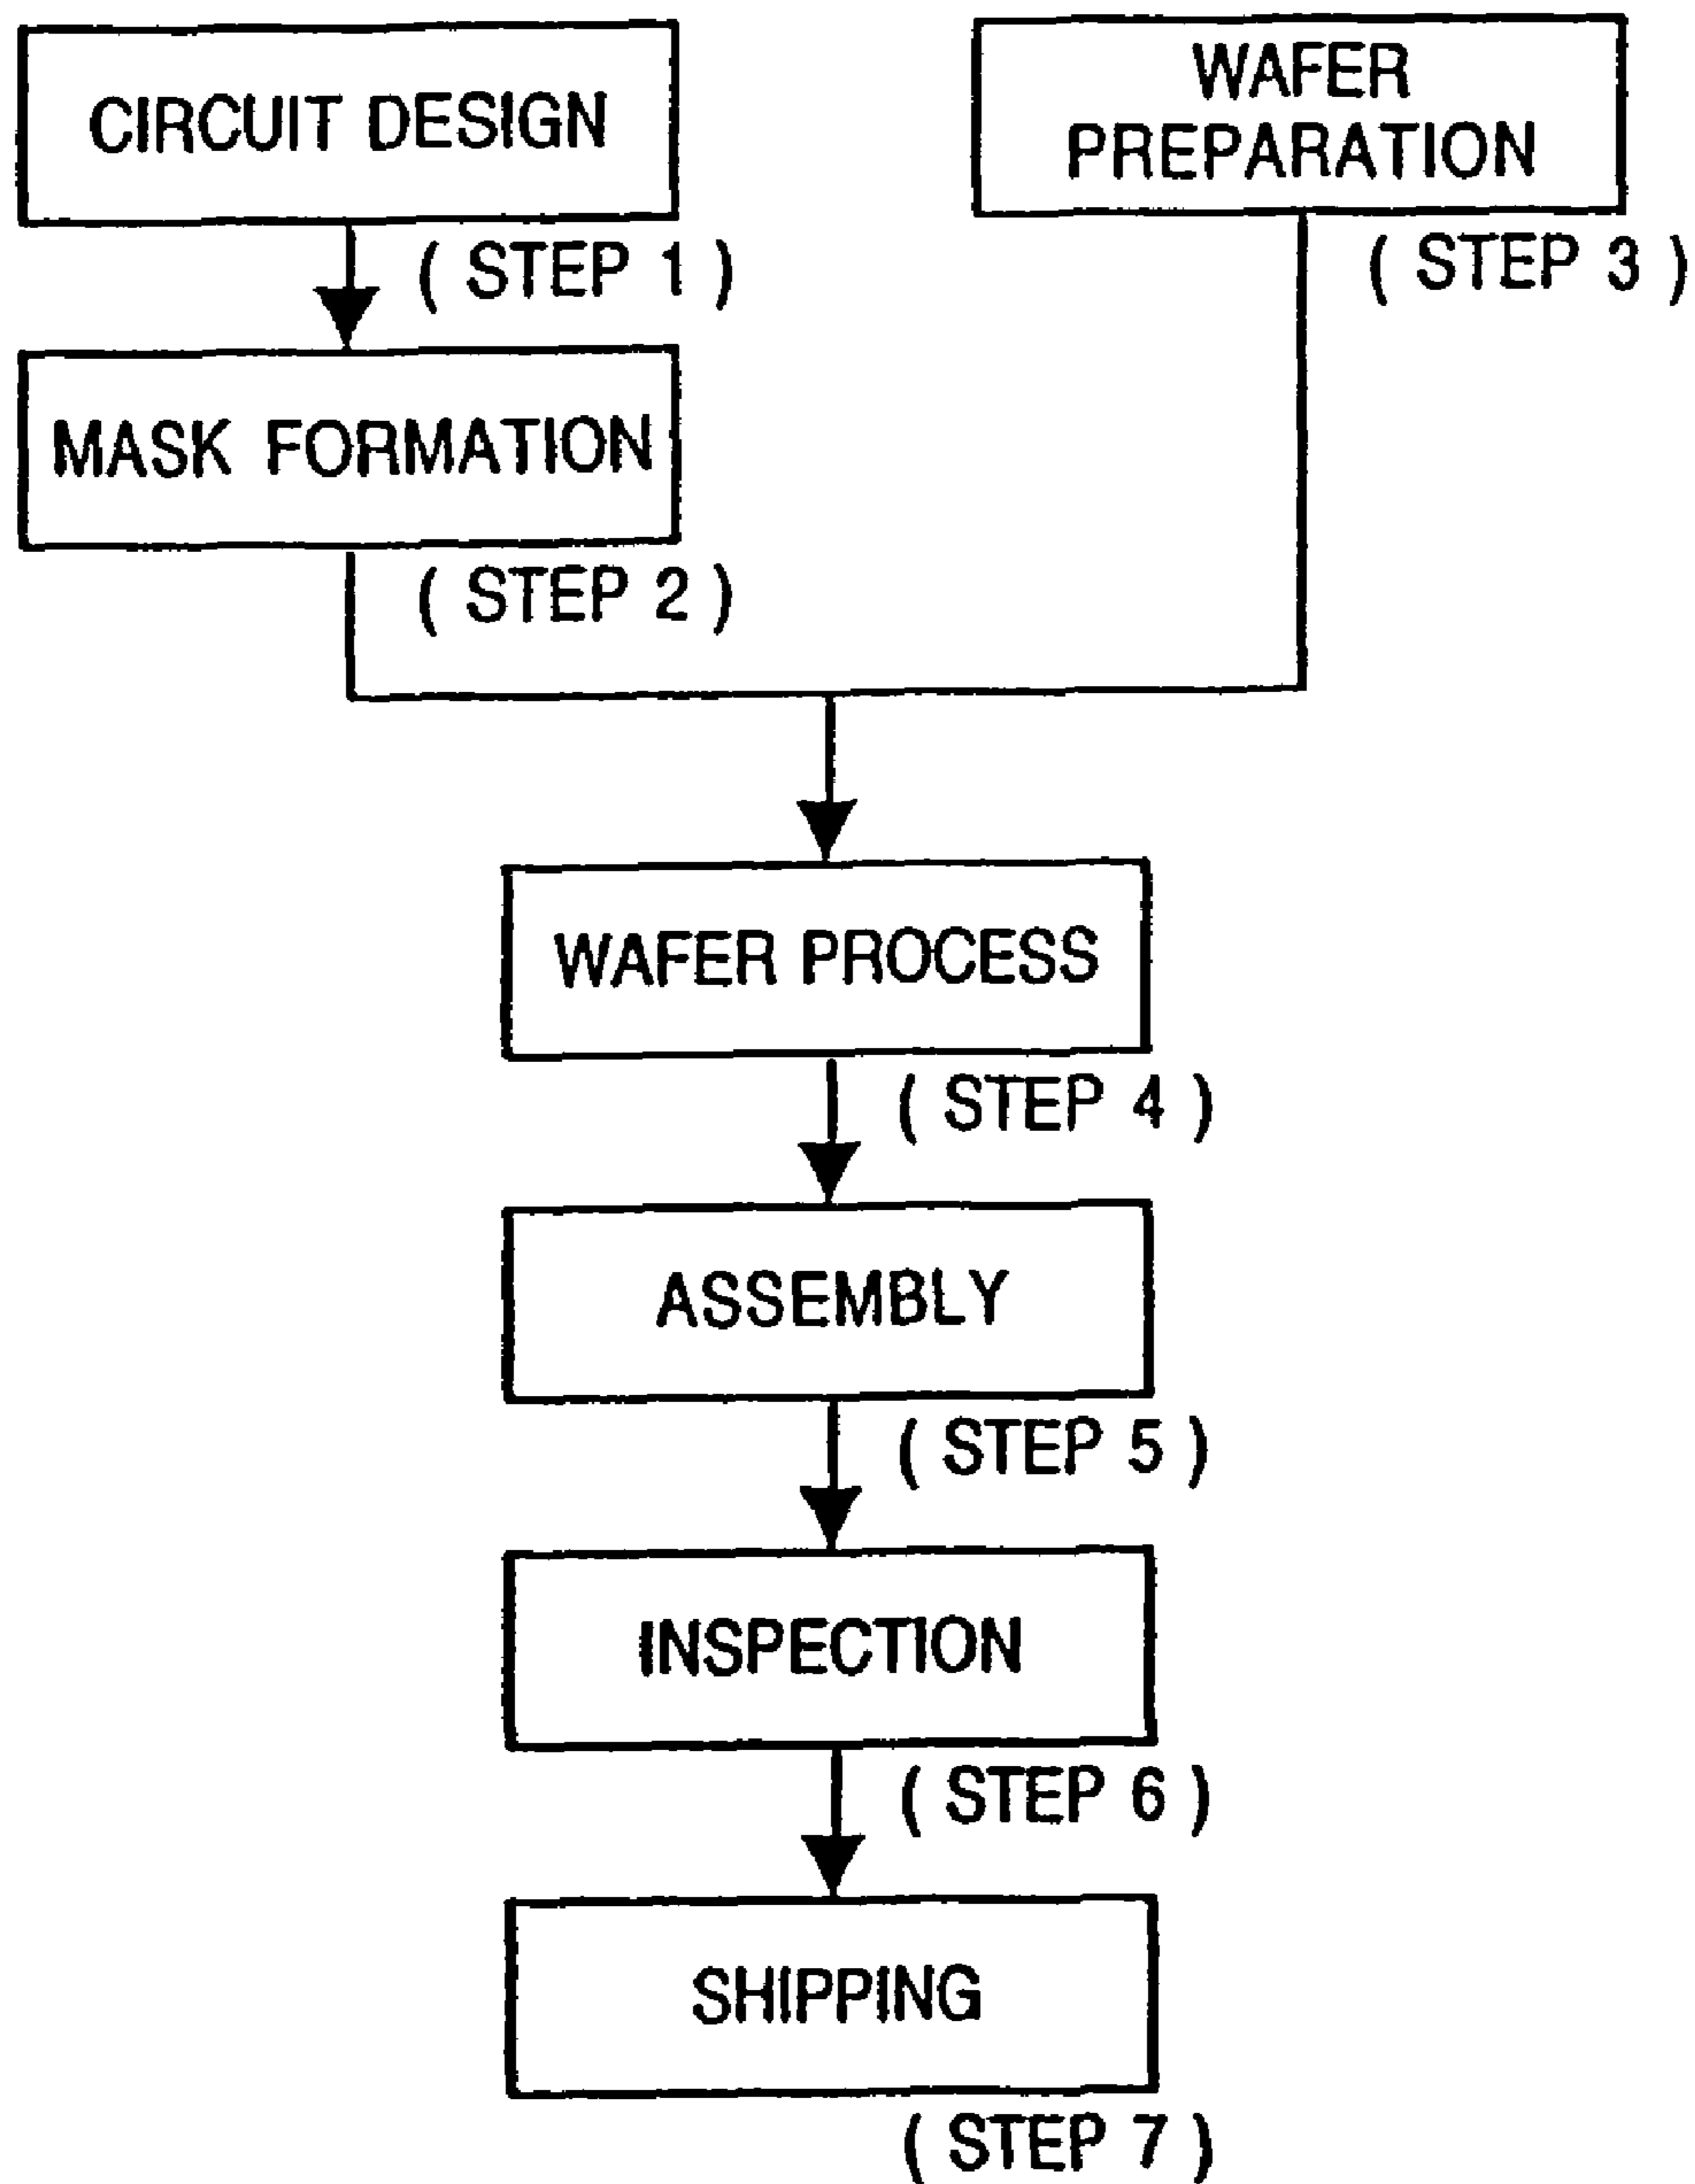 CIRCUIT DESIGN
( STEP 1 )
MASK FORMATION
( STEP 2 )
WAFER
PREPARATION
( STEP 3 )
WAFER PROCESS
( STEP 4 )
ASSEMBLY
( STEP 5 )
INSPECTION
( STEP 6 )
SHIPPING
( STEP 7 )